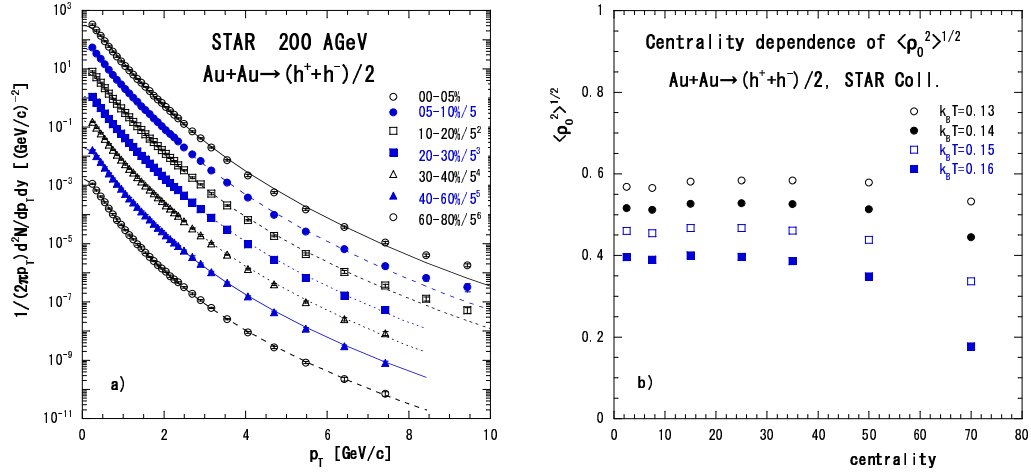 STAR 200 AGeV
Au+Au→(h⁺+h⁻)/2
00-05%
05-10%/5
10-20%/5²
20-30%/5³
30-40%/5⁴
40-60%/5⁵
60-80%/5⁶
1/(2πp_T) d²N/dp_Tdy [(GeV/c)⁻²]
10³
10¹
10⁻¹
10⁻³
10⁻⁵
10⁻⁷
10⁻⁹
10⁻¹¹
a)
0 2 4 6 8 10
p_T [GeV/c]
Centrality dependence of ⟨ρ₀²⟩^1/2
Au+Au→(h⁺+h⁻)/2, STAR Coll.
k_BT=0.13
k_BT=0.14
k_BT=0.15
k_BT=0.16
⟨ρ₀²⟩^1/2
1
0.8
0.6
0.4
0.2
0
b)
0 10 20 30 40 50 60 70 80
centrality